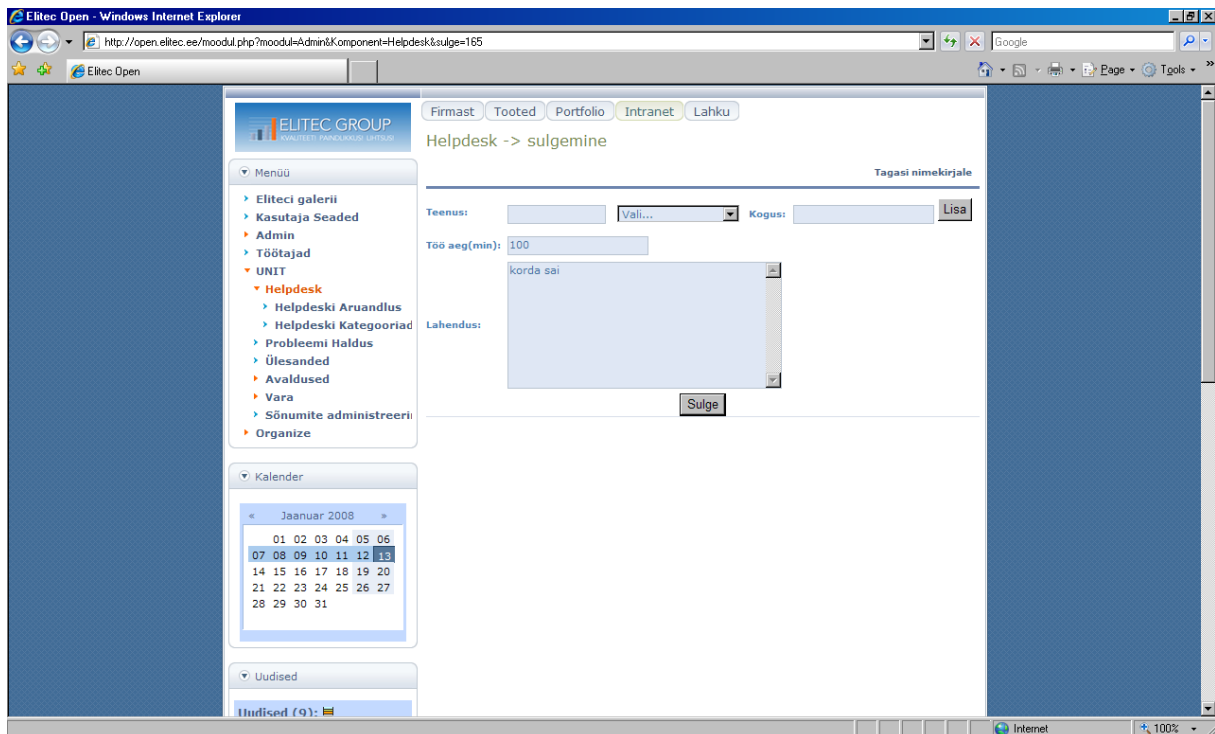 Elitec Open - Windows Internet Explorer
http://open.elitec.ee/moodul.php?moodul=Admin&Komponent=Helpdesk&sulge=165
Google
Elitec Open
Page
Tools
ELITEC GROUP
KVALITEETI PAINDLIKKUSI UHTSUSI
Firmast Tooted Portfolio Intranet Lahku
Helpdesk -> sulgemine
Tagasi nimekirjale
Menüü
Eliteci galerii
Kasutaja Seaded
Admin
Töötajad
UNIT
Helpdesk
Helpdeski Aruandlus
Helpdeski Kategooriad
Probleemi Haldus
Ülesanded
Avaldused
Vara
Sõnumite administreeri
Organize
Teenus: Vali... Kogus: Lisa
Töö aeg(min): 100
Lahendus: korda sai
Sulge
Kalender
« Jaanuar 2008 »
01 02 03 04 05 06
07 08 09 10 11 12 13
14 15 16 17 18 19 20
21 22 23 24 25 26 27
28 29 30 31
Uudised
Uudised (9):
Internet 100%